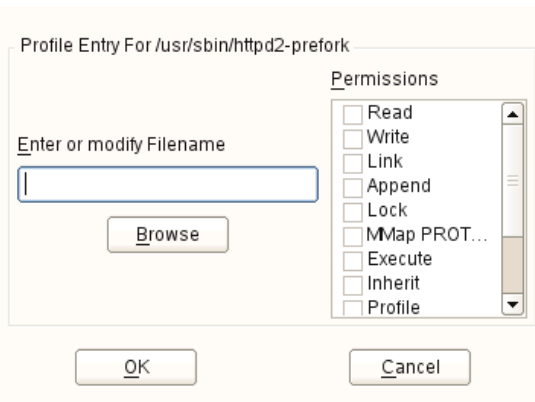 Profile Entry For /usr/sbin/httpd2-prefork
Permissions
Read
Write
Link
Append
Lock
MMap PROT...
Execute
Inherit
Profile
Enter or modify Filename
Browse
OK
Cancel